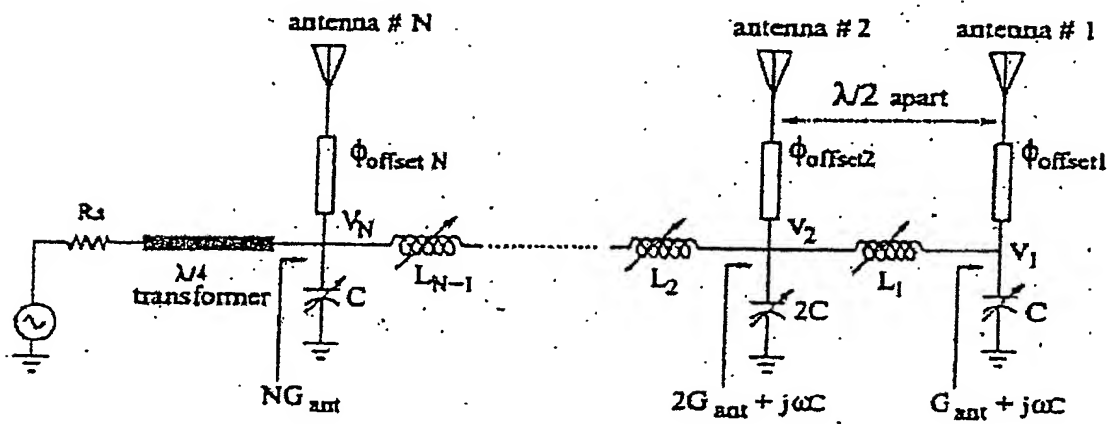 antenna # N
antenna # 2
antenna # 1
λ/2 apart
ϕoffset N
ϕoffset2
ϕoffset1
Rs
VN
V2
V1
λ/4
transformer
C
LN-1
L2
2C
L1
C
NGant
2Gant + jωC
Gant + jωC